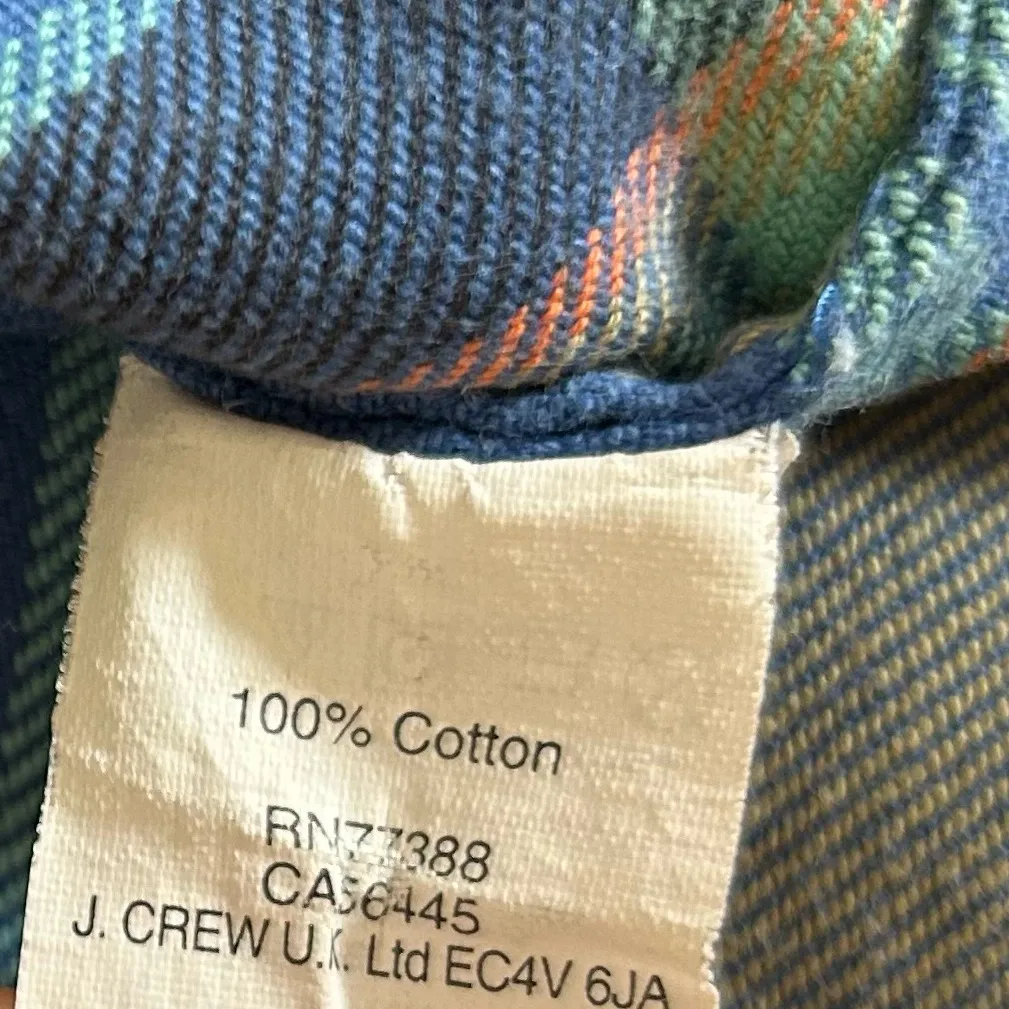 100% Cotton
RN77388
CA56445
J. CREW U.K. Ltd EC4V 6JA